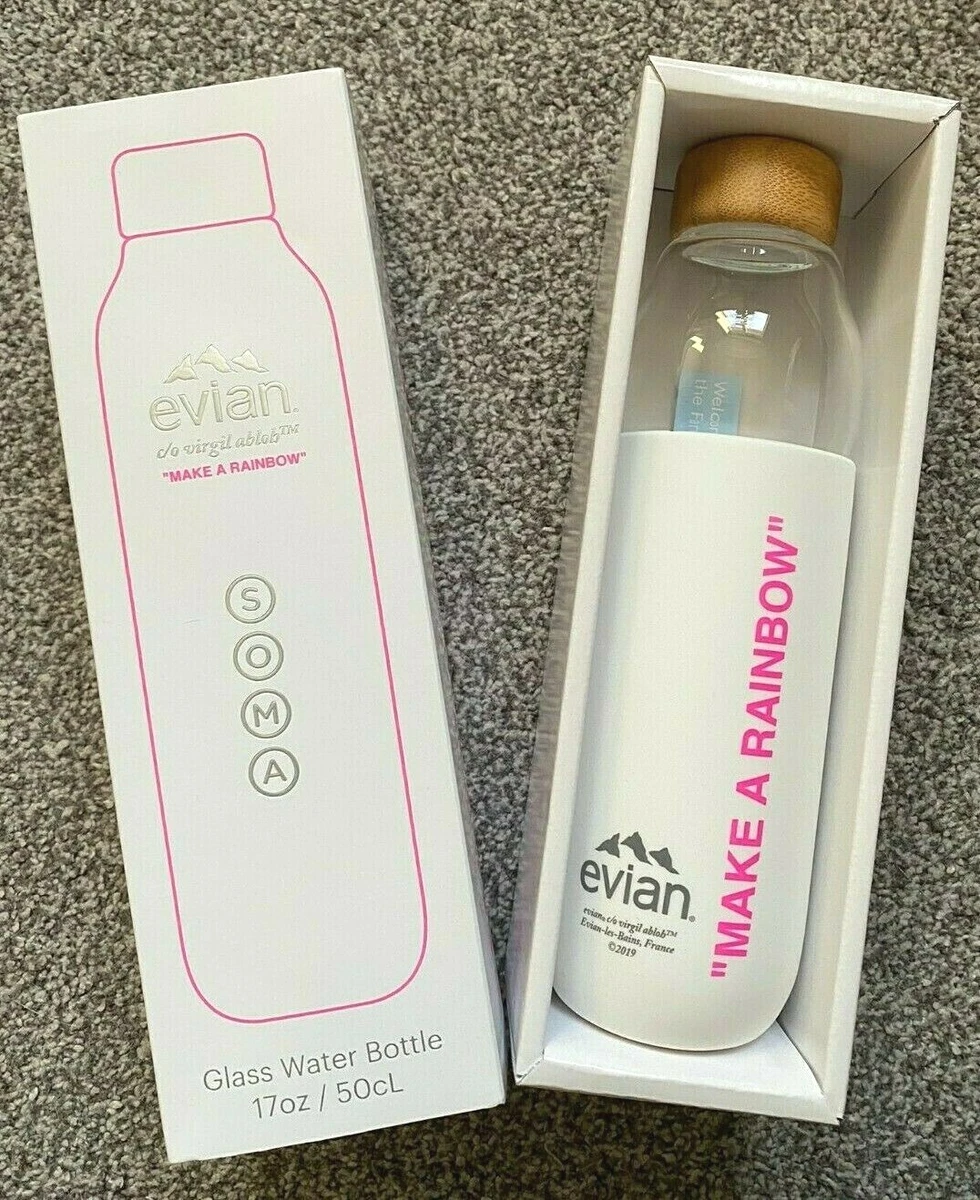 evian.
c/o virgil abloh™
"MAKE A RAINBOW"
S
O
M
A
Glass Water Bottle
17oz / 50cL
the
"MAKE A RAINBOW"
evian®
evian® c/o virgil abloh™
Evian-les-Bains, France
©2019